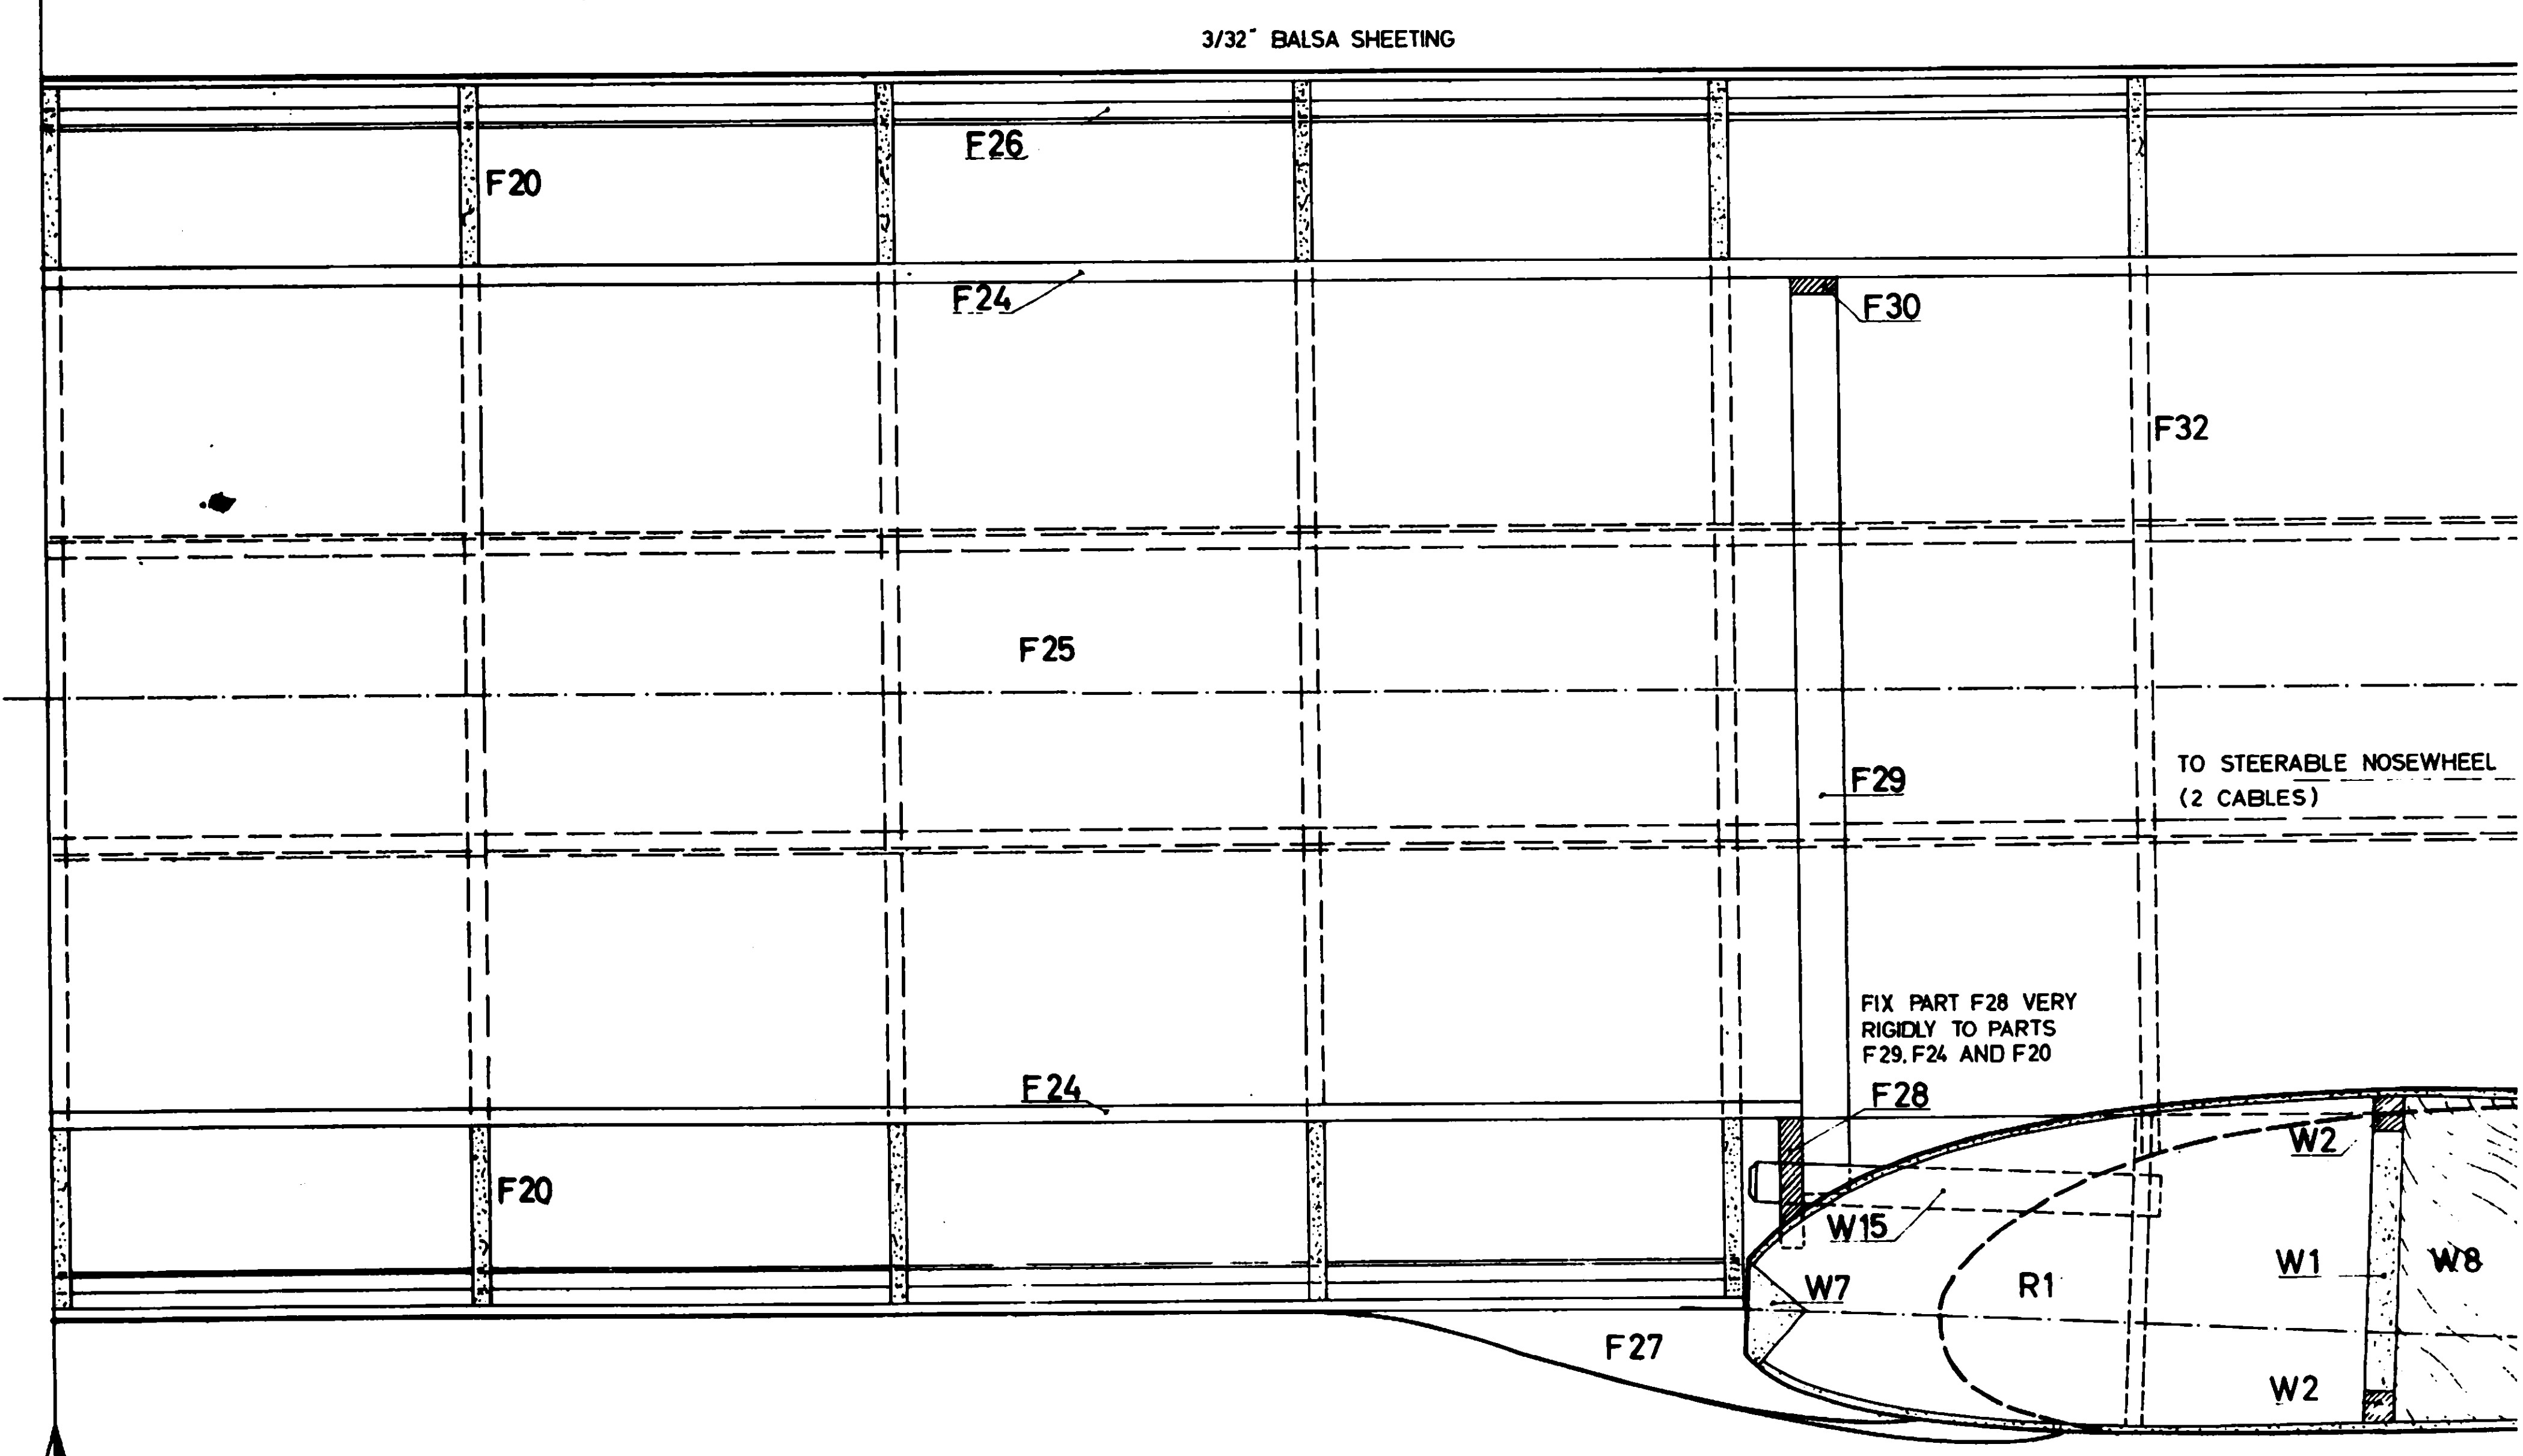 3/32" BALSA SHEETING
F26
F20
F24
F30
F32
F25
TO STEERABLE NOSEWHEEL
(2 CABLES)
F29
FIX PART F28 VERY
RIGIDLY TO PARTS
F29. F24 AND F20
F24
F28
W2
F20
W15
W1
W8
W7
R1
F27
W2